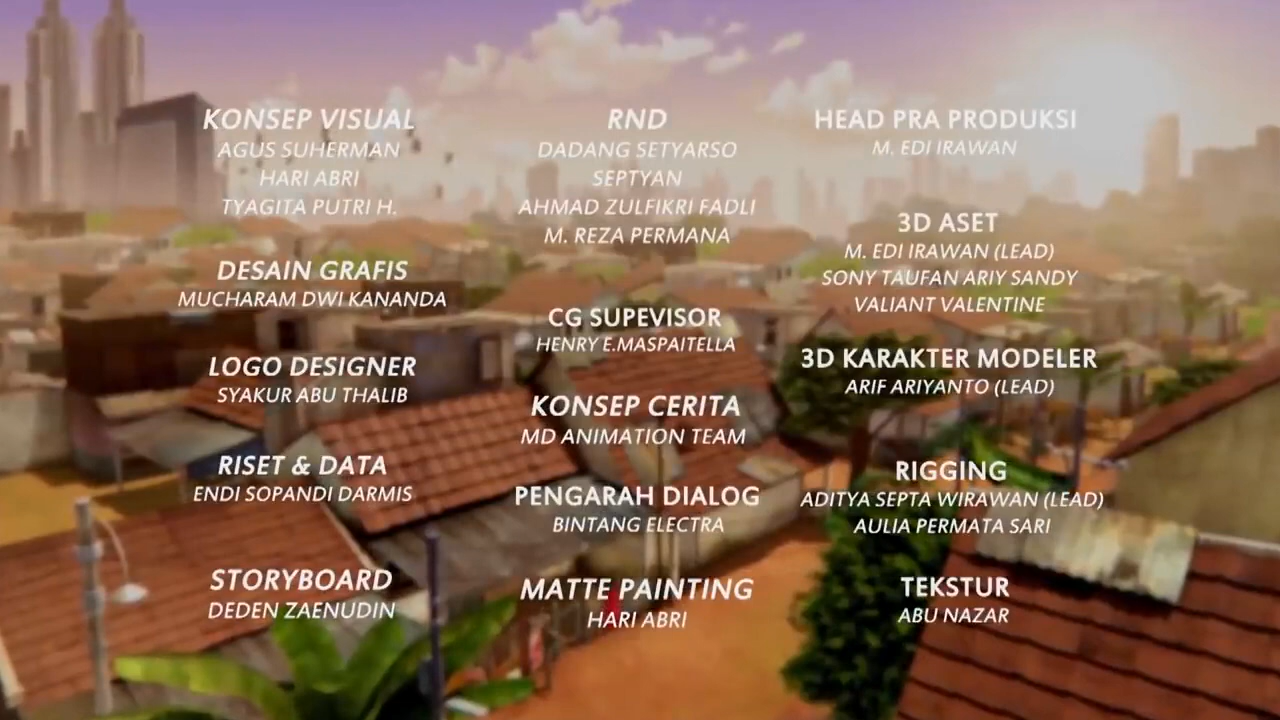 KONSEP VISUAL
AGUS SUHERMAN
HARI ABRI
TYAGITA PUTRI H.
DESAIN GRAFIS
MUCHARAM DWI KANANDA
LOGO DESIGNER
SYAKUR ABU THALIB
RISET & DATA
ENDI SOPANDI DARMIS
STORYBOARD
DEDEN ZAENUDIN
RND
DADANG SETYARSO
SEPTYAN
AHMAD ZULFIKRI FADLI
M. REZA PERMANA
CG SUPEVISOR
HENRY E.MASPAITELLA
KONSEP CERITA
MD ANIMATION TEAM
PENGARAH DIALOG
BINTANG ELECTRA
MATTE PAINTING
HARI ABRI
HEAD PRA PRODUKSI
M. EDI IRAWAN
3D ASET
M. EDI IRAWAN (LEAD)
SONY TAUFAN ARIY SANDY
VALIANT VALENTINE
3D KARAKTER MODELER
ARIF ARIYANTO (LEAD)
RIGGING
ADITYA SEPTA WIRAWAN (LEAD)
AULIA PERMATA SARI
TEKSTUR
ABU NAZAR